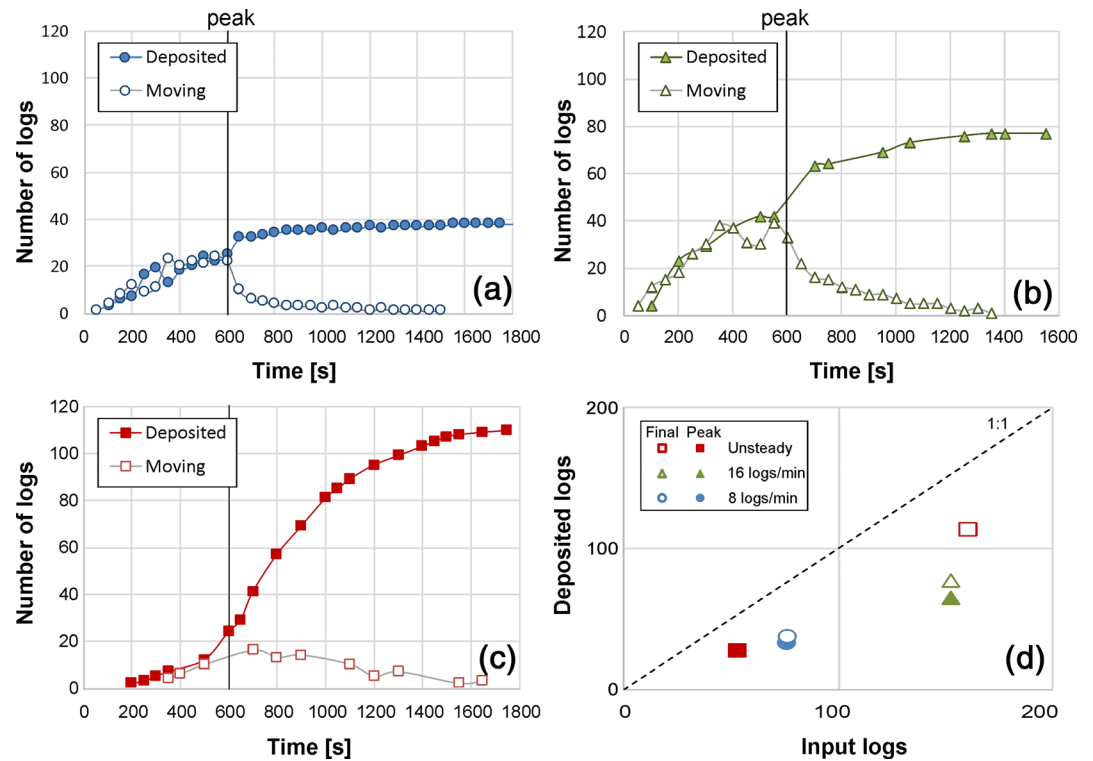 peak
120
100
80
60
40
20
0
Number of logs
Deposited
Moving
(a)
0 200 400 600 800 1000 1200 1400 1600 1800
Time [s]
peak
120
100
80
60
40
20
0
Number of logs
Deposited
Moving
(b)
0 200 400 600 800 1000 1200 1400 1600
Time [s]
120
100
80
60
40
20
0
Number of logs
Deposited
Moving
(c)
0 200 400 600 800 1000 1200 1400 1600 1800
Time [s]
200
100
0
Deposited logs
Final Peak
Unsteady
16 logs/min
8 logs/min
1:1
(d)
0 100 200
Input logs